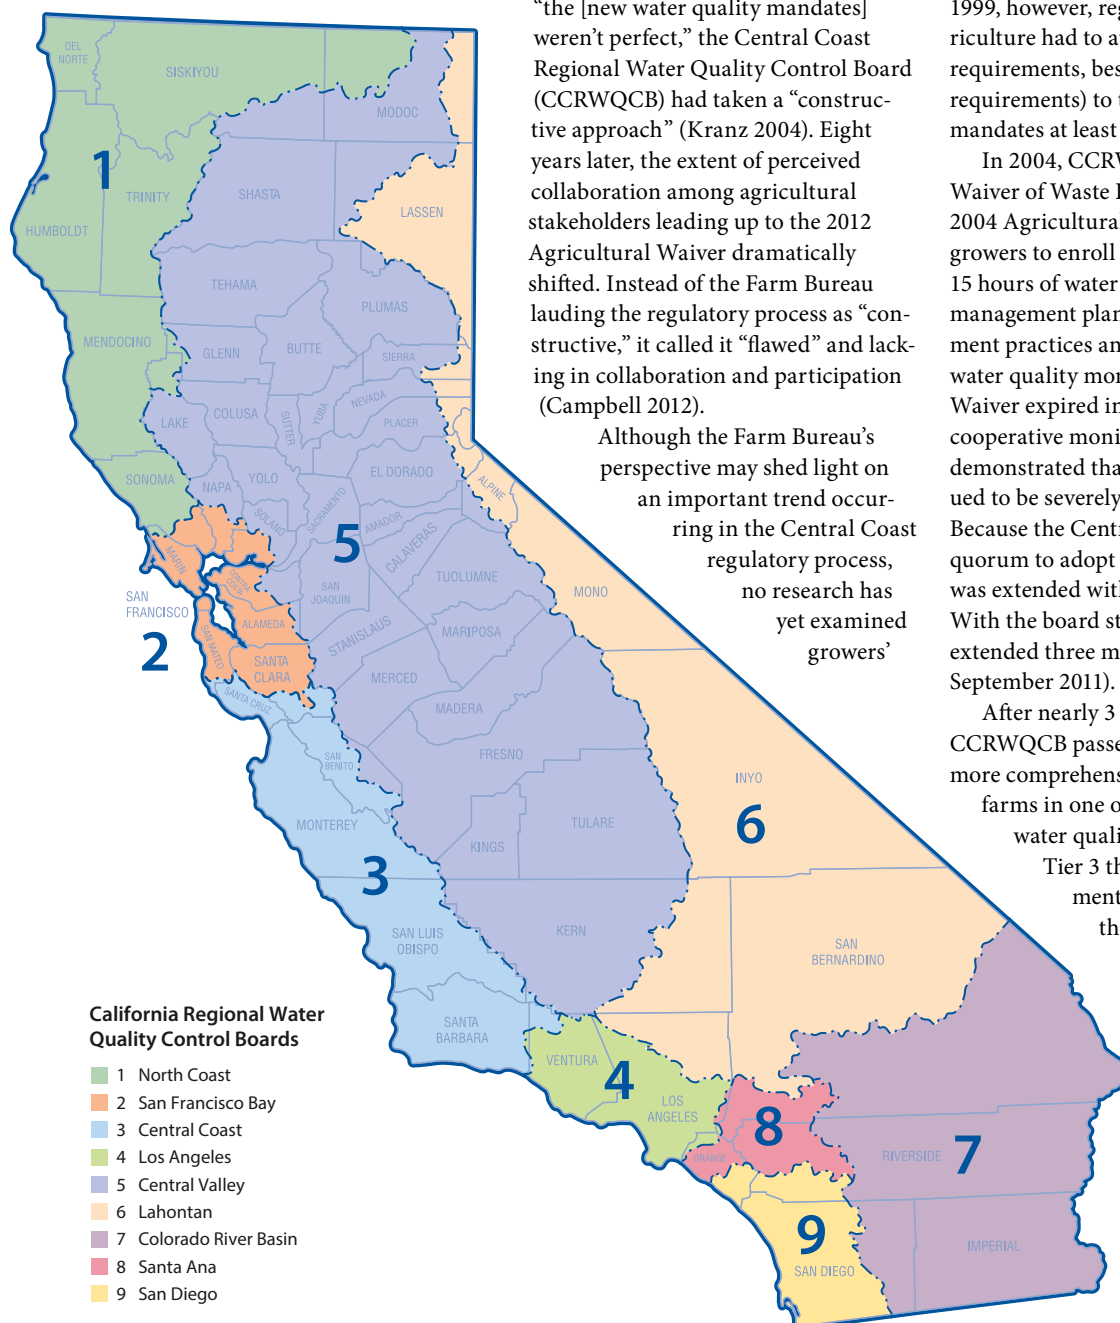 “the [new water quality mandates]
weren't perfect,” the Central Coast
Regional Water Quality Control Board
(CCRWQCB) had taken a “construc-
tive approach” (Kranz 2004). Eight
years later, the extent of perceived
collaboration among agricultural
stakeholders leading up to the 2012
Agricultural Waiver dramatically
shifted. Instead of the Farm Bureau
lauding the regulatory process as “con-
structive,” it called it “flawed” and lack-
ing in collaboration and participation
(Campbell 2012).
Although the Farm Bureau’s
perspective may shed light on
an important trend occur-
ring in the Central Coast
regulatory process,
no research has
yet examined
growers’
1999, however, reg
riculture had to a
requirements, bes
requirements) to t
mandates at least
In 2004, CCRW
Waiver of Waste
2004 Agricultural
growers to enroll
15 hours of water
management plan
ment practices an
water quality mon
Waiver expired in
cooperative moni
demonstrated tha
ued to be severely
Because the Centr
quorum to adopt
was extended with
With the board st
extended three m
September 2011).
After nearly 3
CCRWQCB passe
more comprehens
farms in one o
water quali
Tier 3 th
ment
th
DEL
NORTE
SISKIYOU
MODOC
1
TRINITY
HUMBOLDT
SHASTA
LASSEN
TEHAMA
PLUMAS
MENDOCINO
GLENN
BUTTE
SIERRA
LAKE
COLUSA
SUTTER
YUBA
NEVADA
PLACER
SONOMA
NAPA
YOLO
EL DORADO
ALPINE
SOLANO
SACRAMENTO
AMADOR
5
CALAVERAS
MARIN
CONTRA
COSTA
SAN
JOAQUIN
TUOLUMNE
MONO
SAN
FRANCISCO
ALAMEDA
STANISLAUS
MARIPOSA
2
SAN MATEO
SANTA
CLARA
MERCED
SANTA CRUZ
MADERA
SAN
BENITO
FRESNO
INYO
MONTEREY
TULARE
6
KINGS
3
SAN LUIS
OBISPO
KERN
SAN
BERNARDINO
SANTA
BARBARA
VENTURA
4
LOS
ANGELES
8
ORANGE
RIVERSIDE
7
9
SAN DIEGO
IMPERIAL
California Regional Water
Quality Control Boards
1 North Coast
2 San Francisco Bay
3 Central Coast
4 Los Angeles
5 Central Valley
6 Lahontan
7 Colorado River Basin
8 Santa Ana
9 San Diego